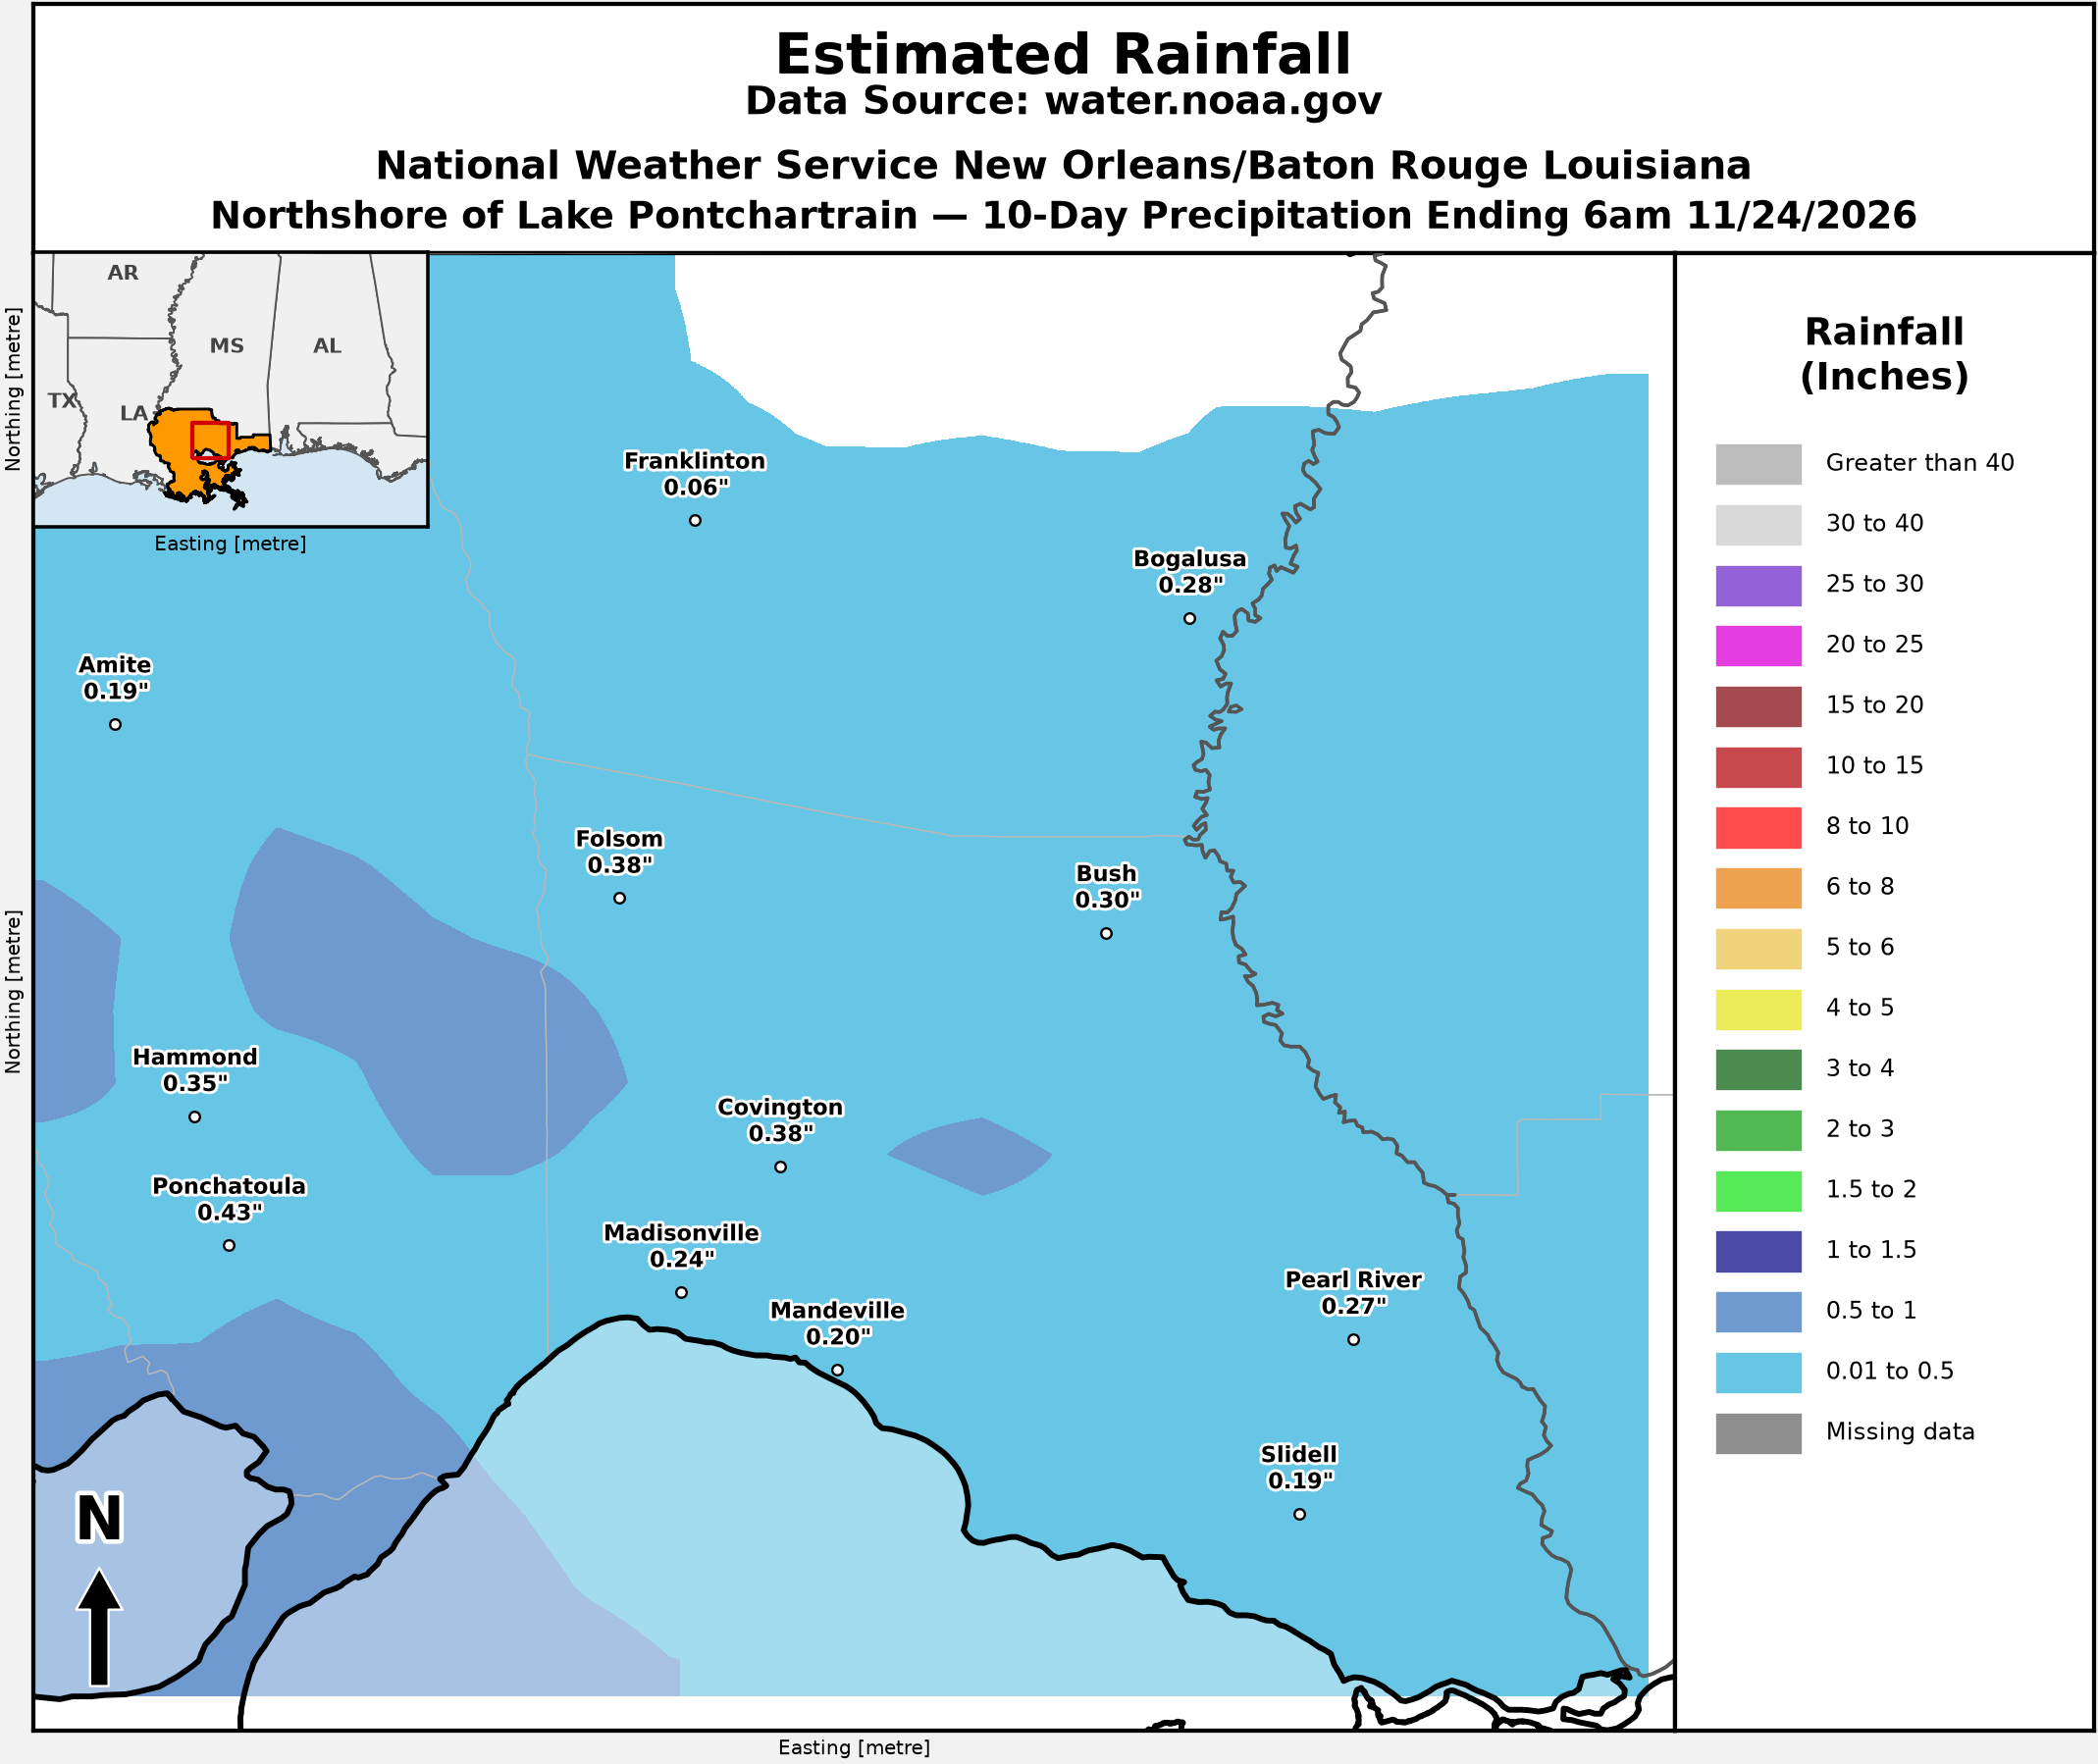 Estimated Rainfall
Data Source: water.noaa.gov
National Weather Service New Orleans/Baton Rouge Louisiana
Northshore of Lake Pontchartrain — 10-Day Precipitation Ending 6am 11/24/2026
AR
MS
AL
TX
LA
Northing [metre]
Easting [metre]
Franklinton
0.06"
Bogalusa
0.28"
Amite
0.19"
Folsom
0.38"
Bush
0.30"
Northing [metre]
Hammond
0.35"
Covington
0.38"
Ponchatoula
0.43"
Madisonville
0.24"
Pearl River
0.27"
Mandeville
0.20"
Slidell
0.19"
N
Easting [metre]
Rainfall
(Inches)
Greater than 40
30 to 40
25 to 30
20 to 25
15 to 20
10 to 15
8 to 10
6 to 8
5 to 6
4 to 5
3 to 4
2 to 3
1.5 to 2
1 to 1.5
0.5 to 1
0.01 to 0.5
Missing data